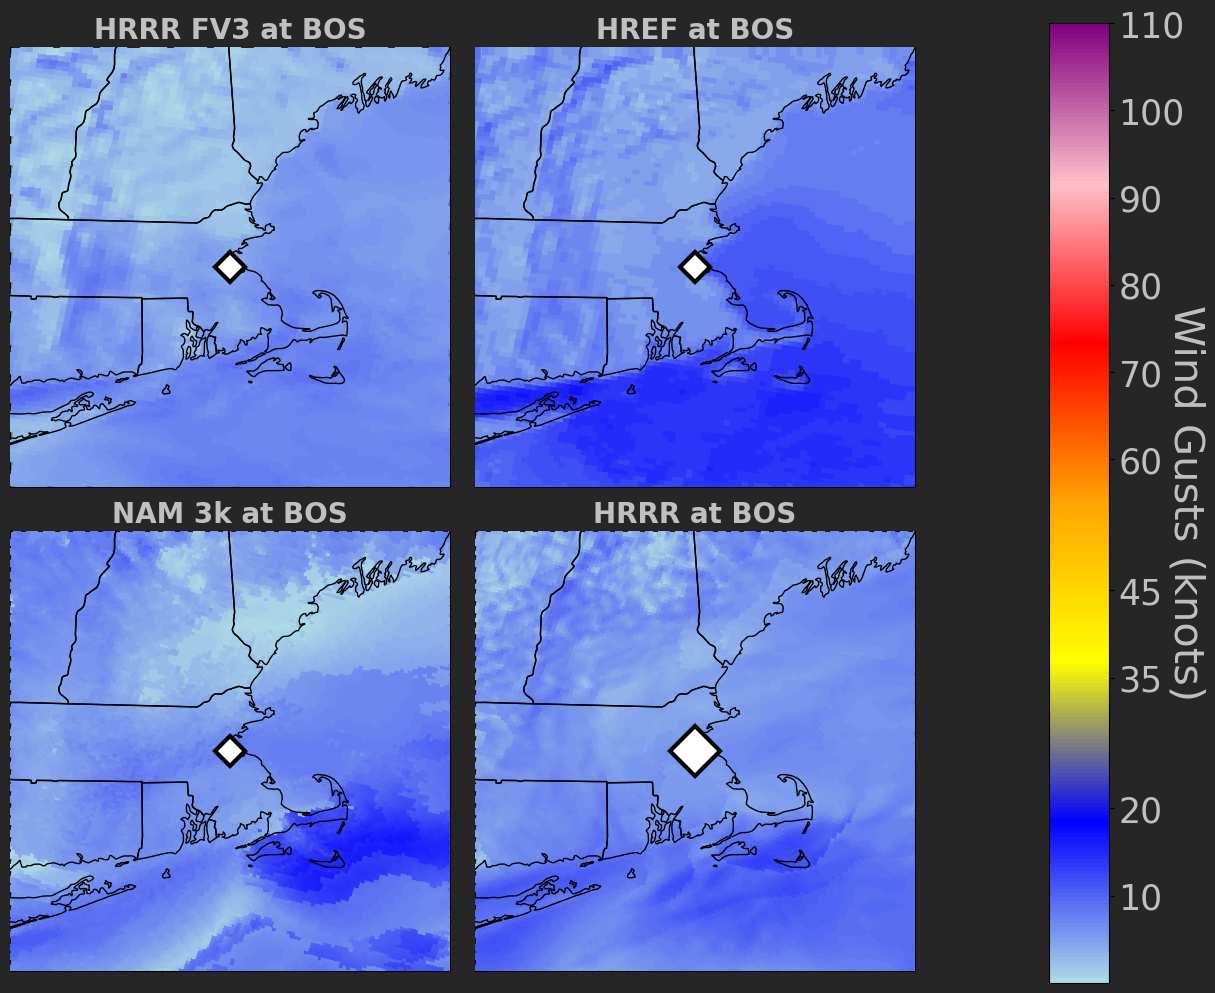 HRRR FV3 at BOS
HREF at BOS
NAM 3k at BOS
HRRR at BOS
110
100
90
80
70
60
45
35
20
10
Wind Gusts (knots)